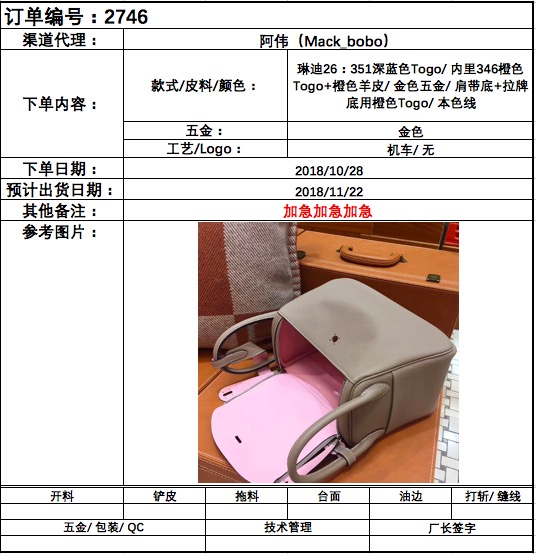 订单编号：2746
渠道代理：
阿伟（Mack_bobo）
下单内容：
款式/皮料/颜色：
琳迪26：351深蓝色Togo/ 内里346橙色
Togo+橙色羊皮/ 金色五金/ 肩带底+拉牌
底用橙色Togo/ 本色线
五金：
金色
工艺/Logo：
机车/ 无
下单日期：
2018/10/28
预计出货日期：
2018/11/22
其他备注：
加急加急加急
参考图片：
开料
铲皮
拖料
台面
油边
打斩/ 缝线
五金/ 包装/ QC
技术管理
厂长签字